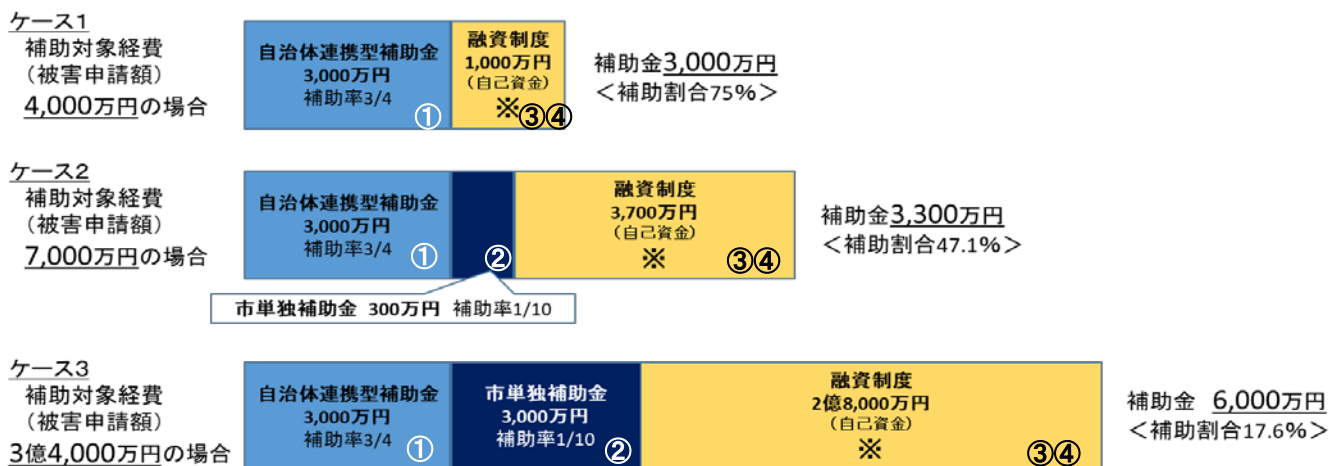 ケース1
補助対象経費
(被害申請額)
4,000万円の場合
自治体連携型補助金
3,000万円
補助率3/4
①
融資制度
1,000万円
(自己資金)
※
③④
補助金3,000万円
<補助割合75%>
ケース2
補助対象経費
(被害申請額)
7,000万円の場合
自治体連携型補助金
3,000万円
補助率3/4
①
②
融資制度
3,700万円
(自己資金)
※
③④
補助金3,300万円
<補助割合47.1%>
市単独補助金 300万円 補助率1/10
ケース3
補助対象経費
(被害申請額)
3億4,000万円の場合
自治体連携型補助金
3,000万円
補助率3/4
①
市単独補助金
3,000万円
補助率1/10
②
融資制度
2億8,000万円
(自己資金)
※
③④
補助金 6,000万円
<補助割合17.6%>